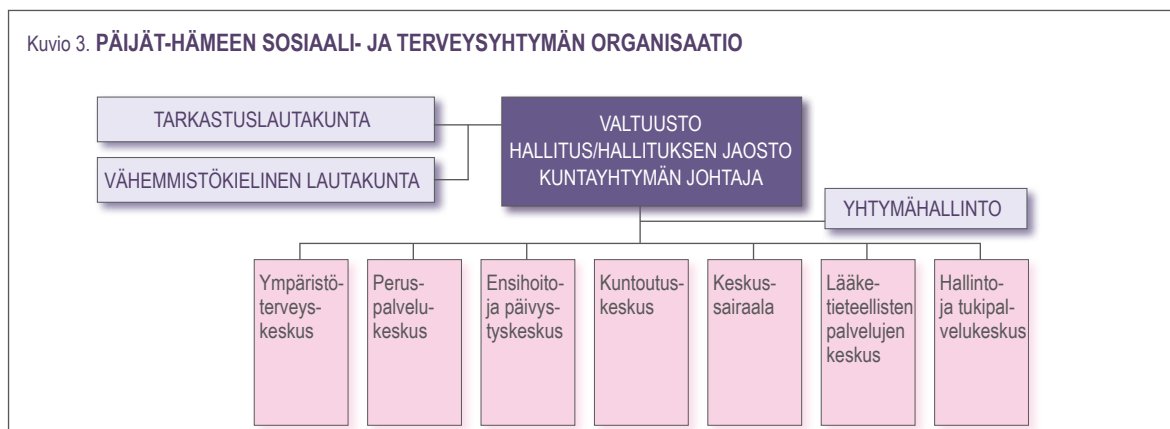 Kuvio 3. PÄIJÄT-HÄMEEN SOSIAALI- JA TERVEYSYHTYMÄN ORGANISAATIO
TARKASTUSLAUTAKUNTA
VÄHEMMISTÖKIELINEN LAUTAKUNTA
VALTUUSTO
HALLITUS/HALLITUKSEN JAOSTO
KUNTAYHTYMÄN JOHTAJA
YHTYMÄHALLINTO
Ympäristö-
terveys-
keskus
Perus-
palvelu-
keskus
Ensihoito-
ja päivys-
tyskeskus
Kuntoutus-
keskus
Keskus-
sairaala
Lääke-
tieteellisten
palvelujen
keskus
Hallinto-
ja tukipal-
velukeskus